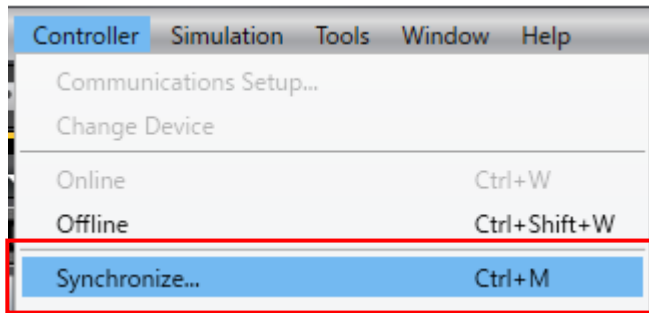 Controller Simulation Tools Window Help
Communications Setup...
Change Device
Online Ctrl+W
Offline Ctrl+Shift+W
Synchronize... Ctrl+M